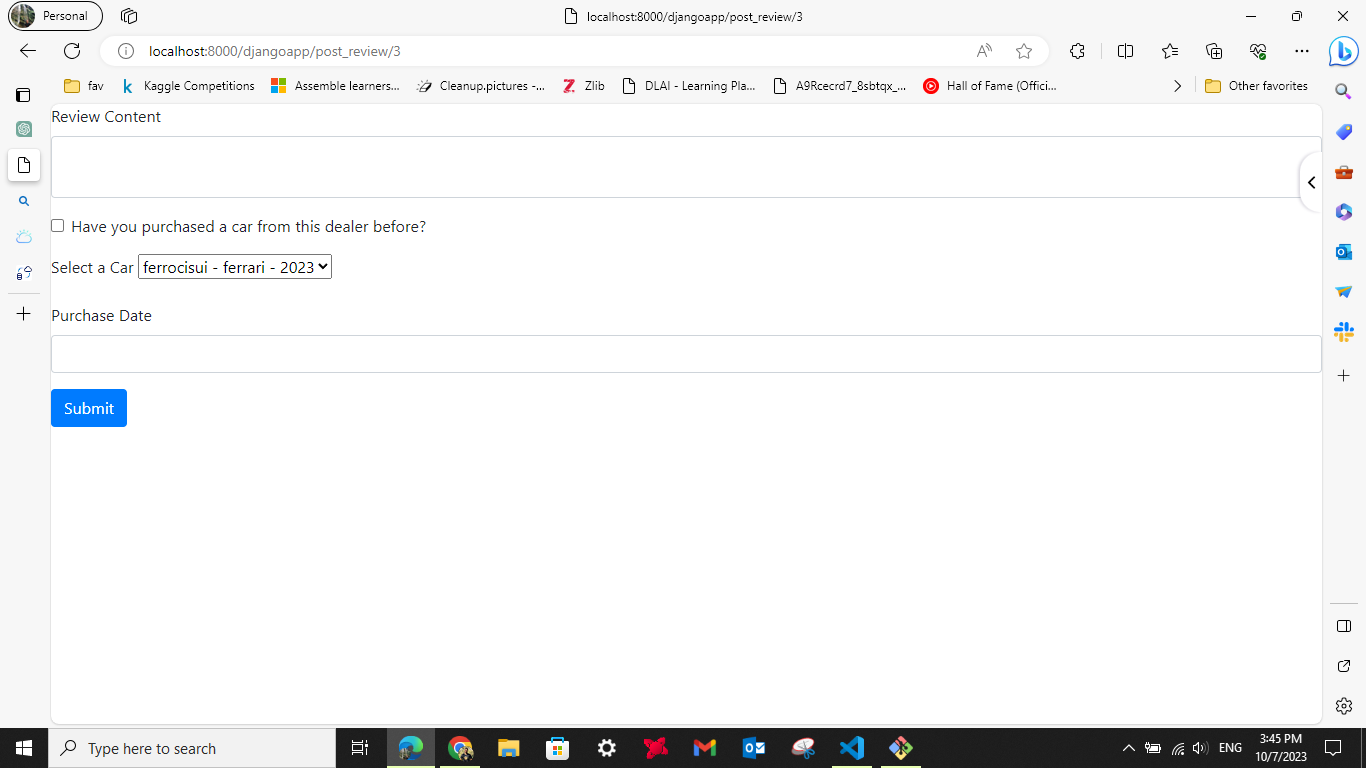 Personal
localhost:8000/djangoapp/post_review/3
localhost:8000/djangoapp/post_review/3
fav
Kaggle Competitions
Assemble learners...
Cleanup.pictures -...
Zlib
DLAI - Learning Pla...
A9Rcecrd7_8sbtqx_...
Hall of Fame (Offici...
Other favorites
Review Content
Have you purchased a car from this dealer before?
Select a Car ferrocisui - ferrari - 2023
Purchase Date
Submit
Type here to search
ENG
3:45 PM
10/7/2023